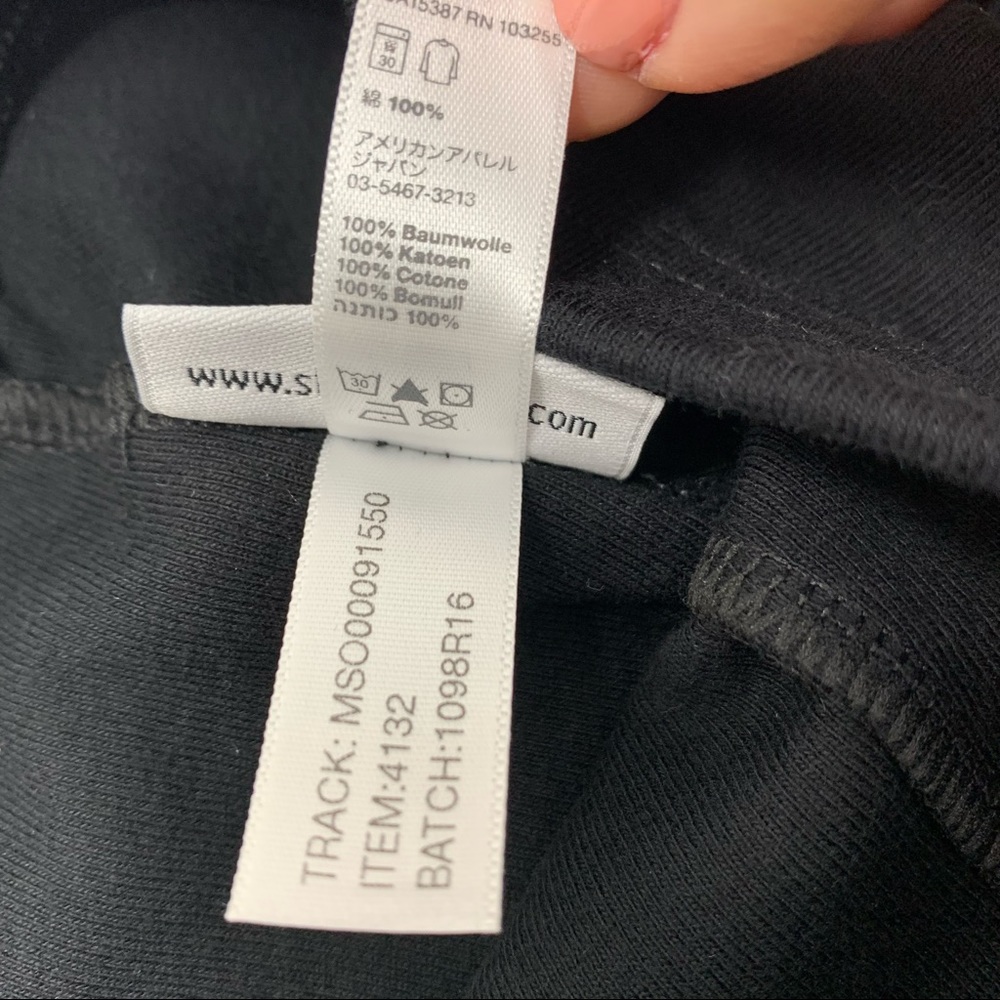 15387 RN 103255
30
綿 100%
アメリカンアパレル
ジャパン
03-5467-3213
100% Baumwolle
100% Katoen
100% Cotone
100% Bomull
100% כותנה
30
www.s
com
TRACK: MSO00091550
ITEM:4132
BATCH:1098R16